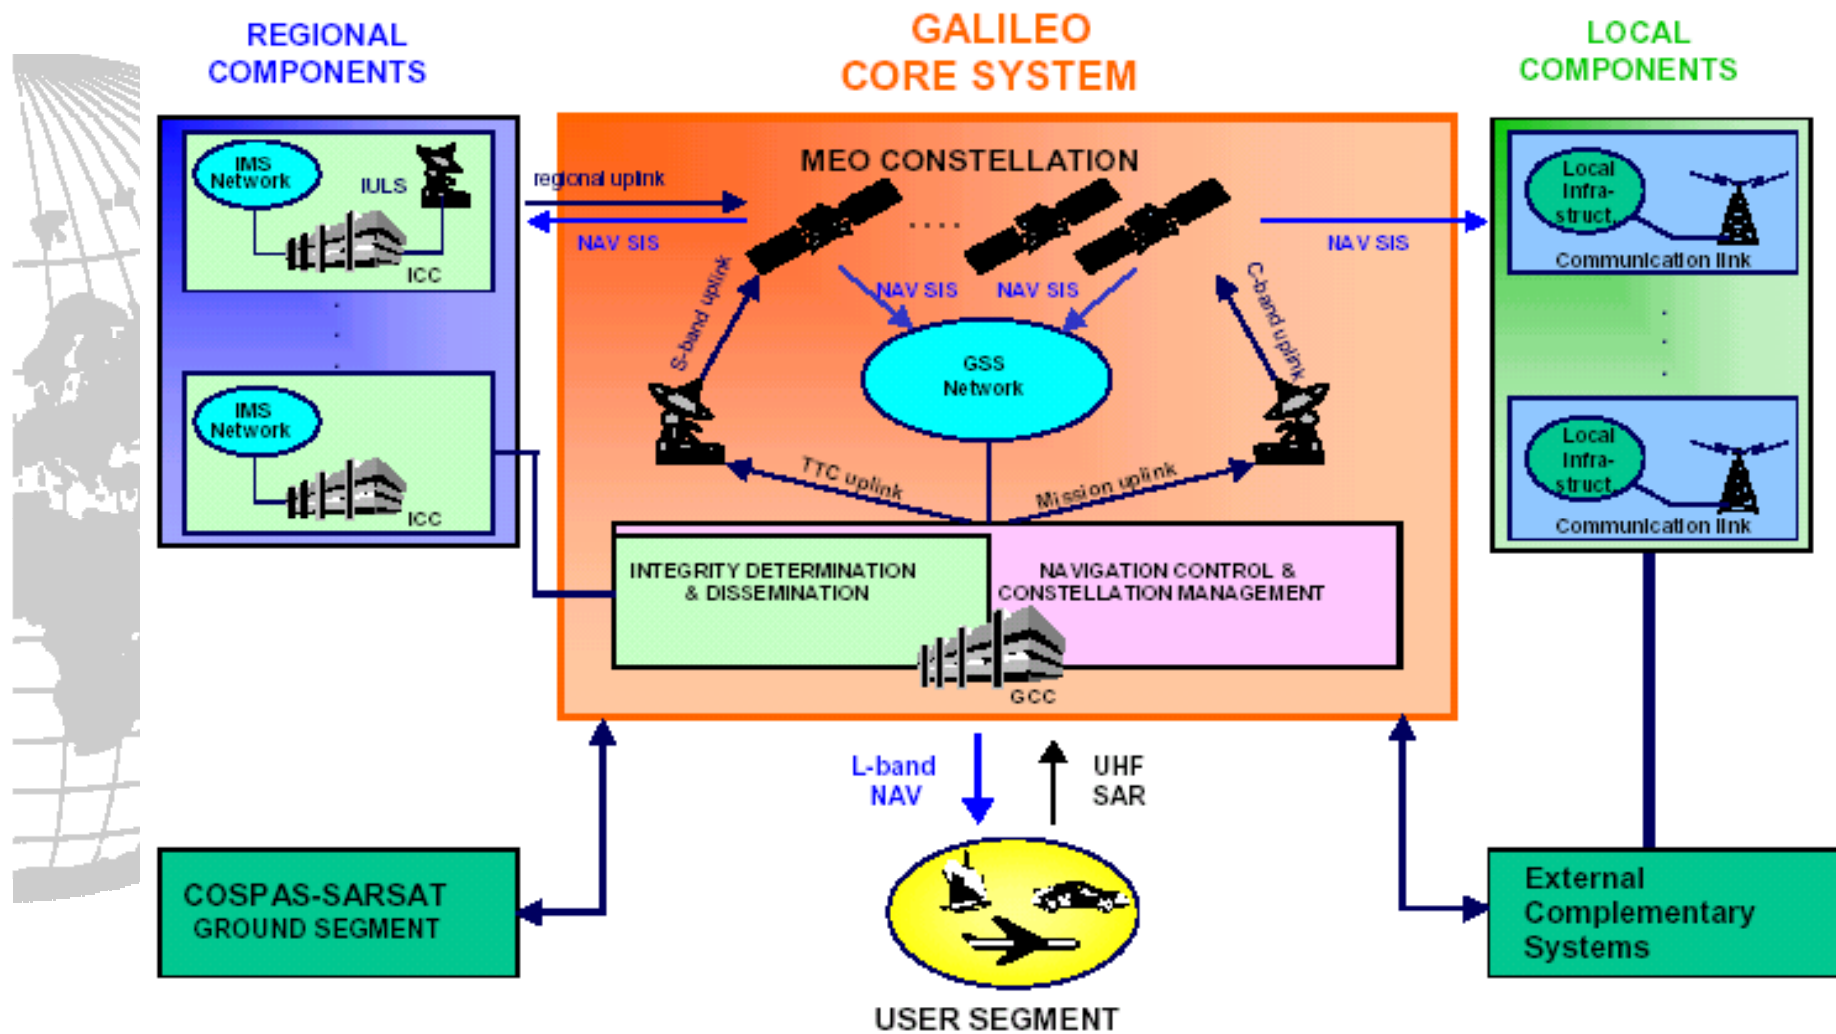 REGIONAL
COMPONENTS
GALILEO
CORE SYSTEM
LOCAL
COMPONENTS
IMS
Network
IULS
ICC
IMS
Network
ICC
regional uplink
NAV SIS
MEO CONSTELLATION
NAV SIS
NAV SIS
NAV SIS
S-band uplink
C-band uplink
GSS
Network
TTC uplink
Mission uplink
INTEGRITY DETERMINATION
& DISSEMINATION
NAVIGATION CONTROL &
CONSTELLATION MANAGEMENT
GCC
Local
Infra-
struct.
Communication link
Local
Infra-
struct.
Communication link
L-band
NAV
UHF
SAR
COSPAS-SARSAT
GROUND SEGMENT
External
Complementary
Systems
USER SEGMENT